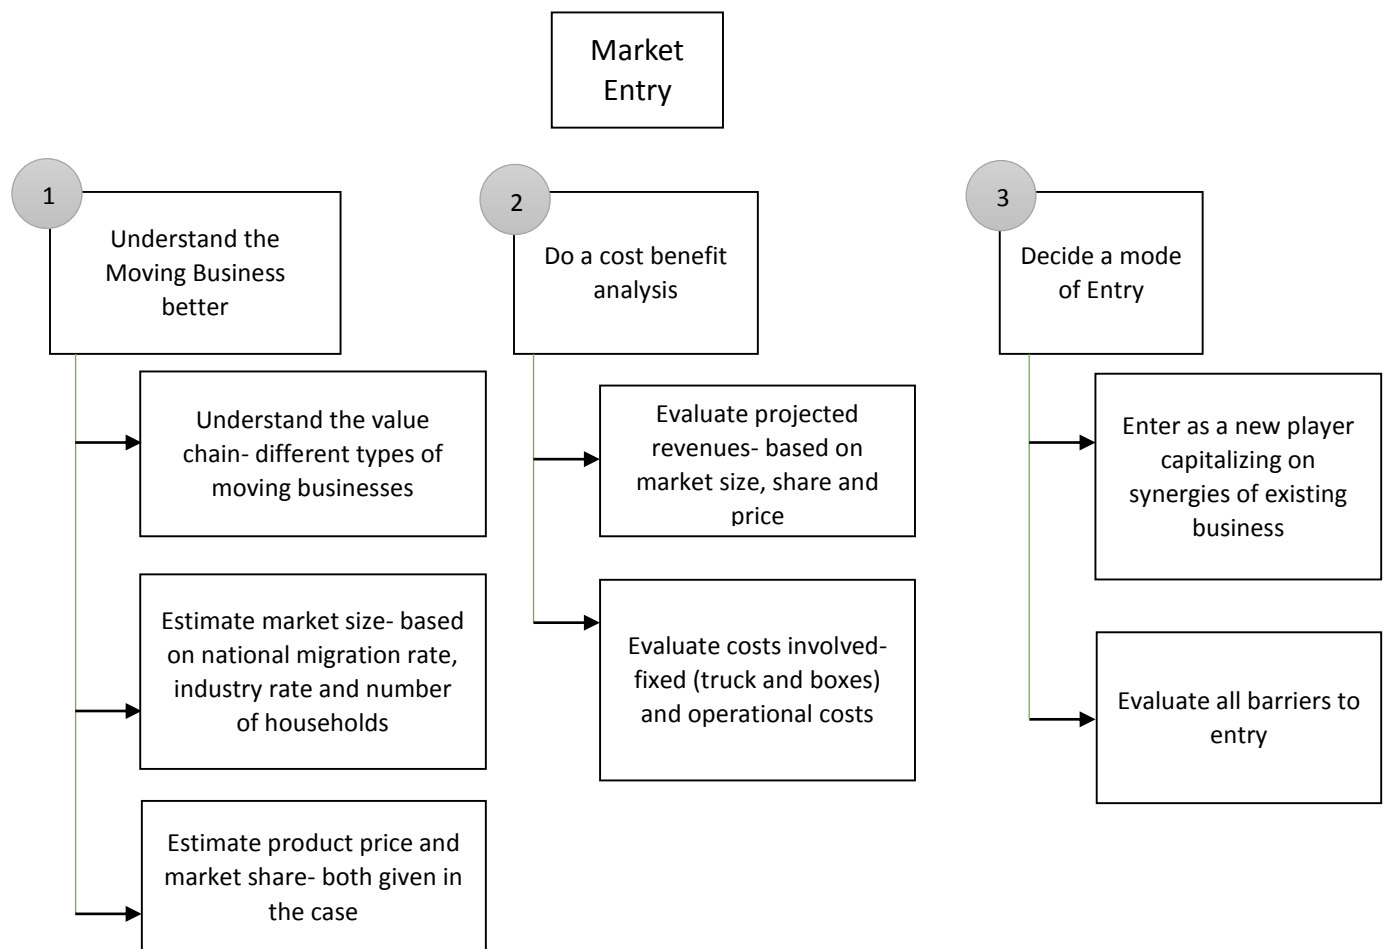 Market
Entry
1
Understand the
Moving Business
better
Understand the value
chain- different types of
moving businesses
Estimate market size- based
on national migration rate,
industry rate and number
of households
Estimate product price and
market share- both given in
the case
2
Do a cost benefit
analysis
Evaluate projected
revenues- based on
market size, share and
price
Evaluate costs involved-
fixed (truck and boxes)
and operational costs
3
Decide a mode
of Entry
Enter as a new player
capitalizing on
synergies of existing
business
Evaluate all barriers to
entry